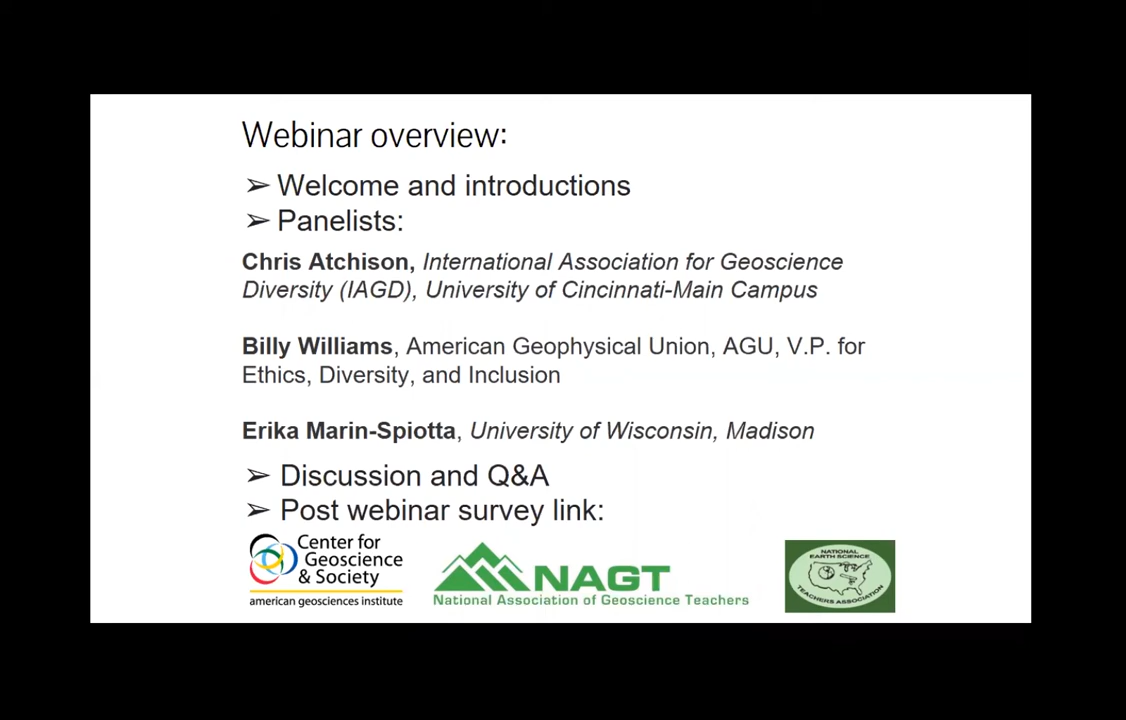 Webinar overview:
➢ Welcome and introductions
➢ Panelists:
Chris Atchison, International Association for Geoscience
Diversity (IAGD), University of Cincinnati-Main Campus
Billy Williams, American Geophysical Union, AGU, V.P. for
Ethics, Diversity, and Inclusion
Erika Marin-Spiotta, University of Wisconsin, Madison
➢ Discussion and Q&A
➢ Post webinar survey link:
Center for
Geoscience
& Society
american geosciences institute
NAGT
National Association of Geoscience Teachers
NATIONAL
EARTH SCIENCE
TEACHERS ASSOCIATION